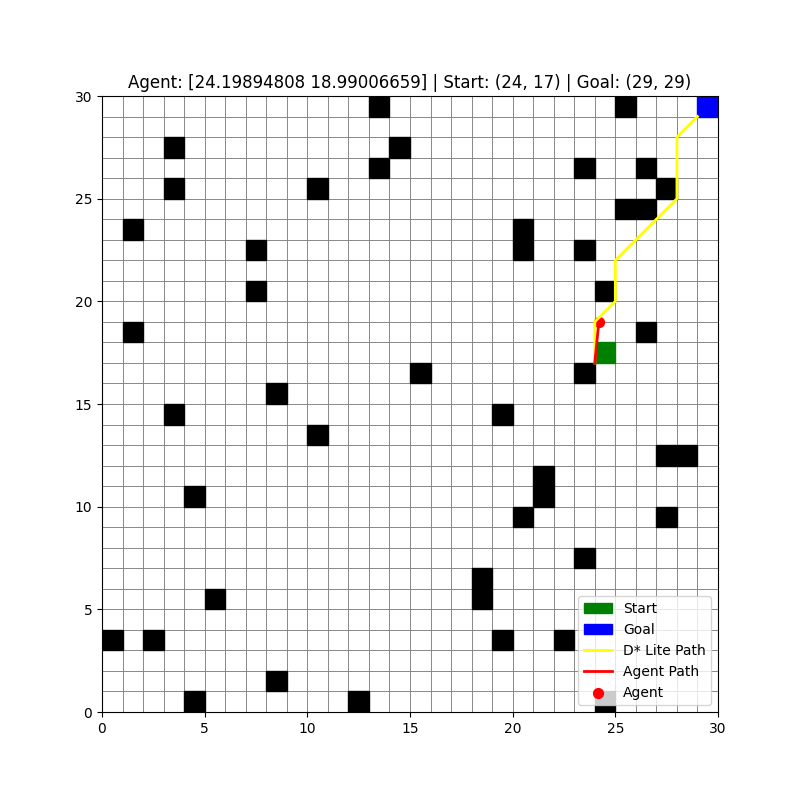 Agent: [24.19894808 18.99006659] | Start: (24, 17) | Goal: (29, 29)
30
25
20
15
10
5
0
0 5 10 15 20 25 30
Start
Goal
D* Lite Path
Agent Path
Agent